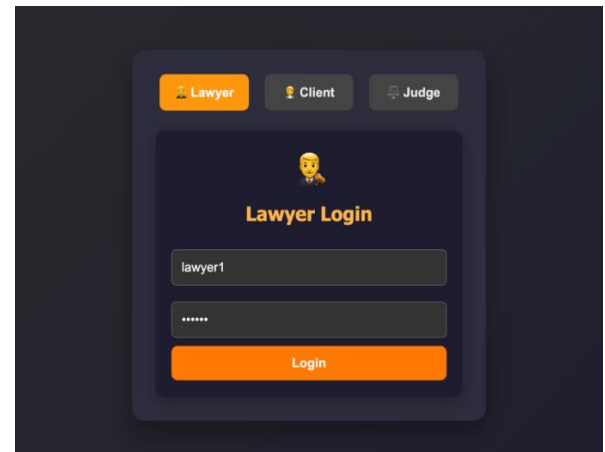 Lawyer
Client
Judge
Lawyer Login
lawyer1
••••••
Login